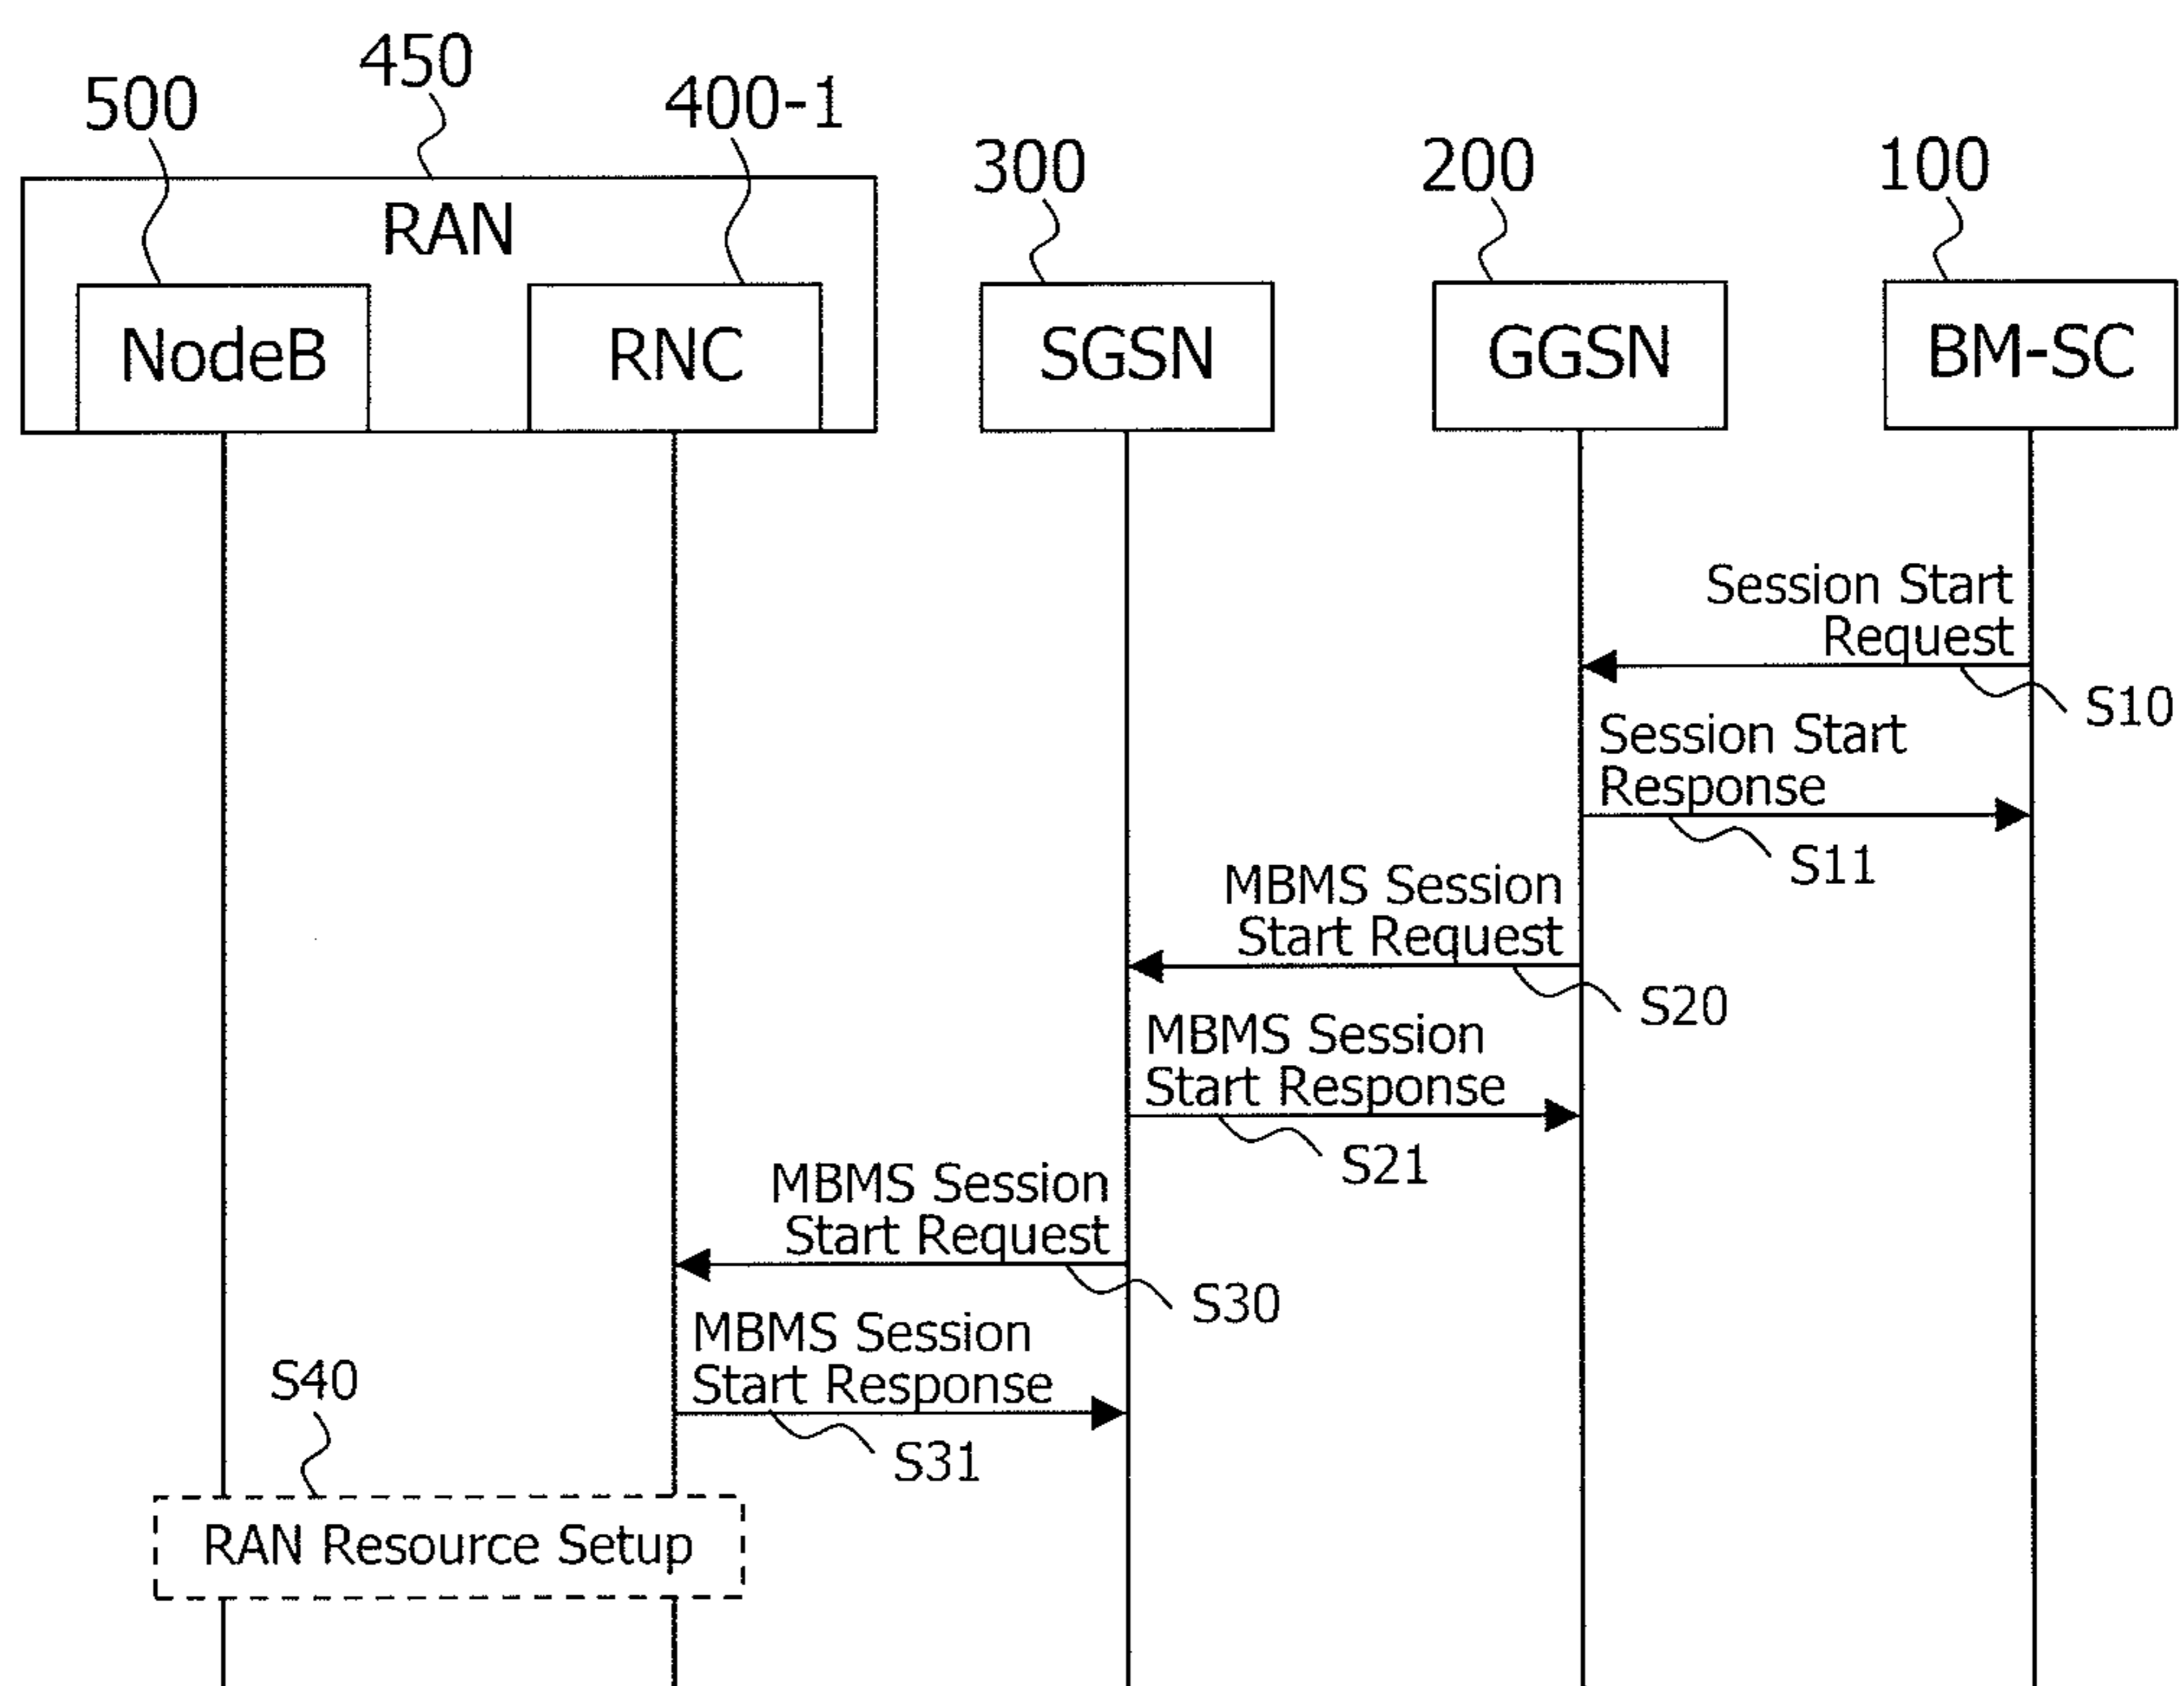 450
500
400-1
300
200
100
RAN
NodeB
RNC
SGSN
GGSN
BM-SC
Session Start
Request
S10
Session Start
Response
S11
MBMS Session
Start Request
S20
MBMS Session
Start Response
S21
MBMS Session
Start Request
S30
MBMS Session
Start Response
S31
S40
RAN Resource Setup